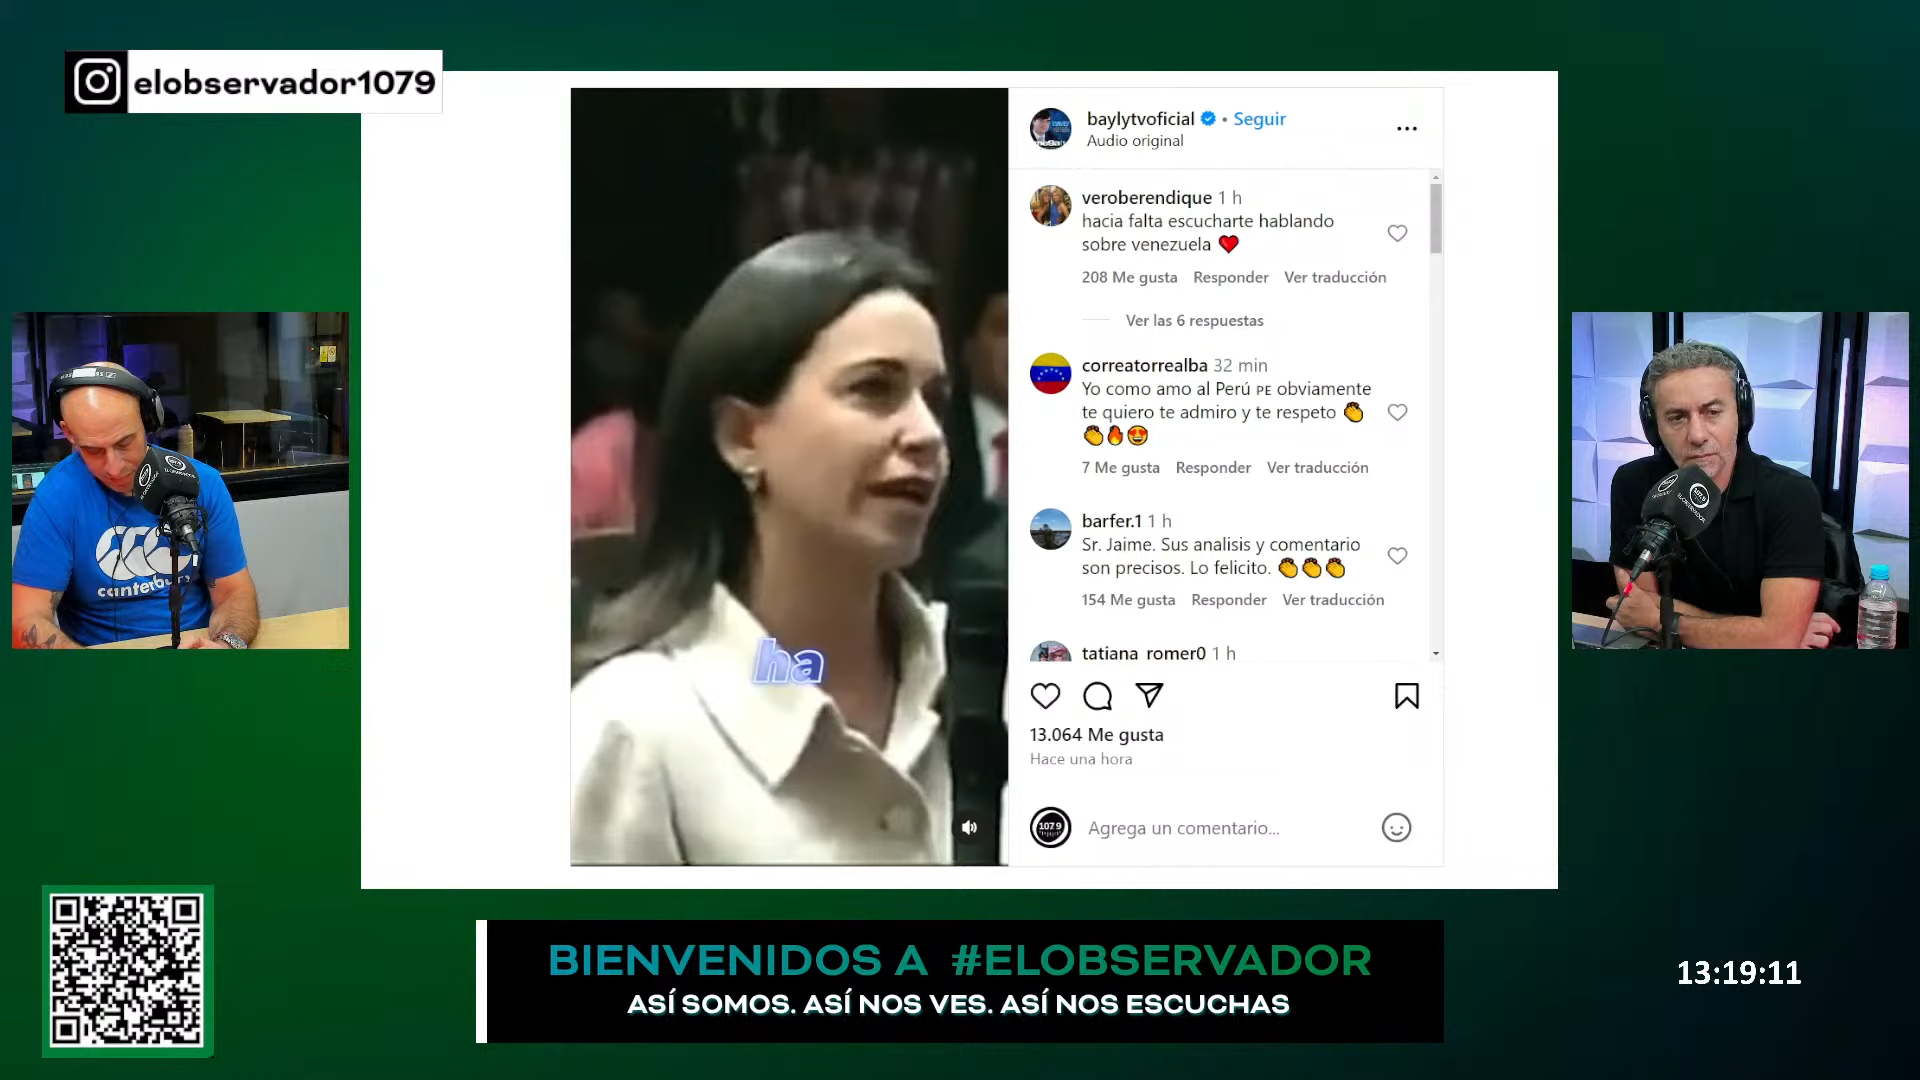 elobservador1079
baylytvoficial • Seguir
Audio original
veroberendique 1 h
hacia falta escucharte hablando
sobre venezuela ❤️
208 Me gusta Responder Ver traducción
Ver las 6 respuestas
correatorrealba 32 min
Yo como amo al Perú PE obviamente
te quiero te admiro y te respeto 👏
👏🔥😍
7 Me gusta Responder Ver traducción
barfer.1 1 h
Sr. Jaime. Sus analisis y comentario
son precisos. Lo felicito. 👏👏👏
154 Me gusta Responder Ver traducción
tatiana_romer0 1 h
13.064 Me gusta
Hace una hora
107.9
Agrega un comentario...
ha
canterbury
BIENVENIDOS A #ELOBSERVADOR
ASÍ SOMOS. ASÍ NOS VES. ASÍ NOS ESCUCHAS
13:19:11